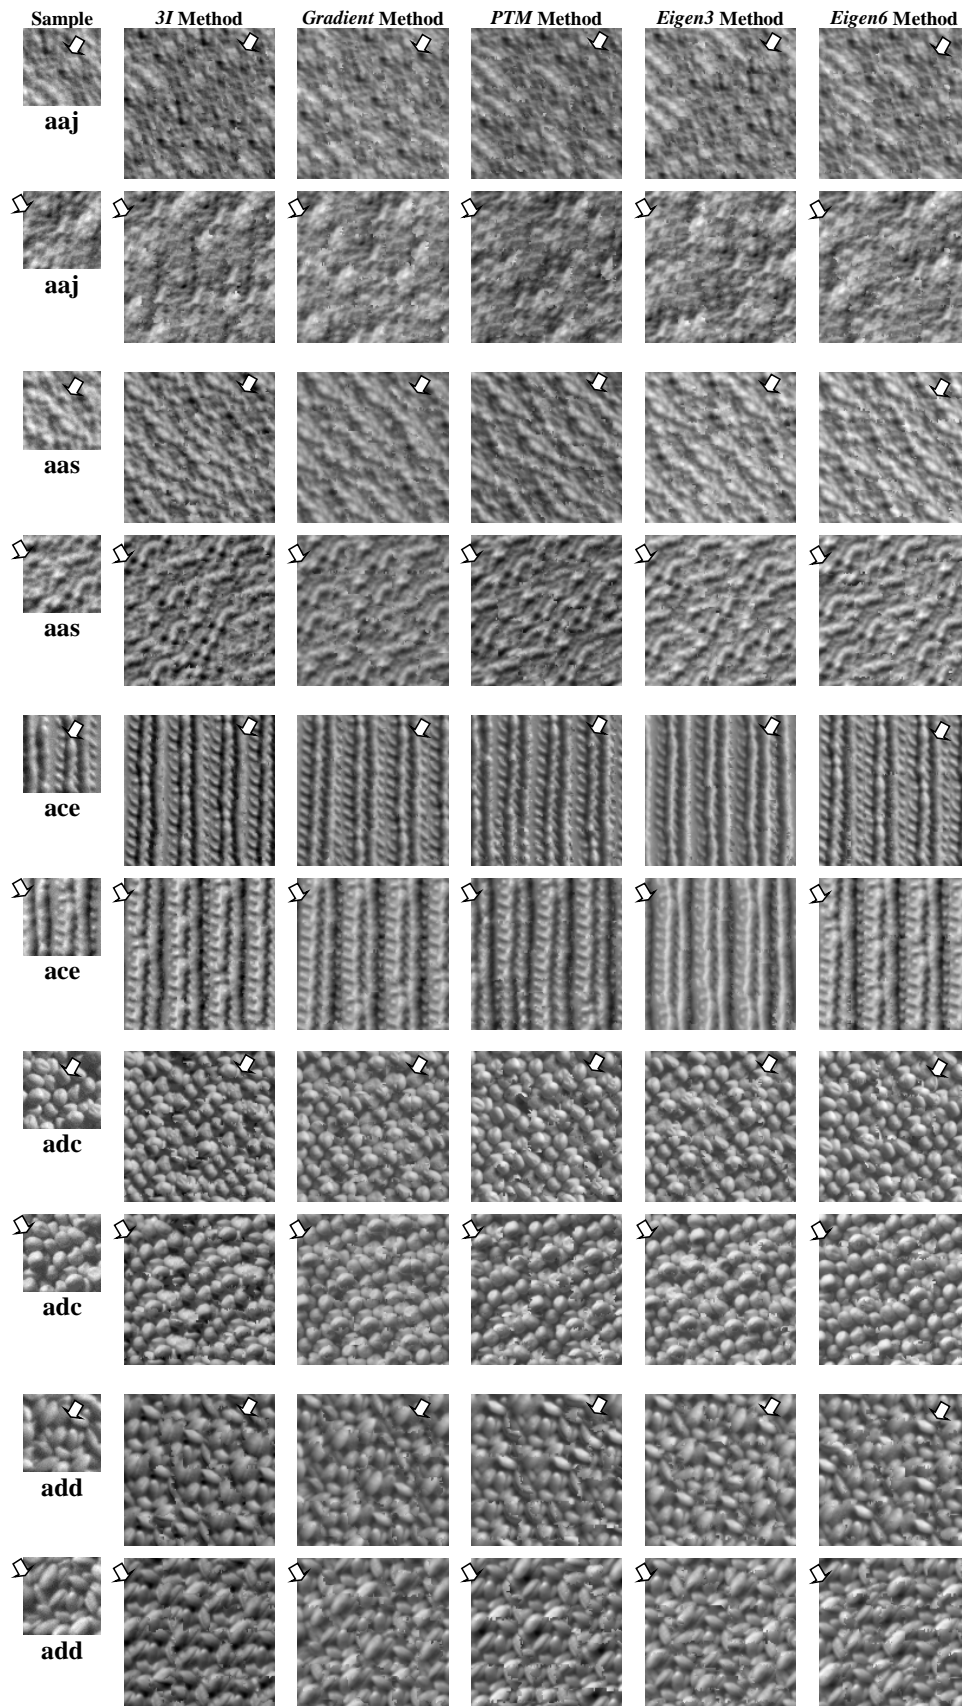 Sample 3I Method Gradient Method PTM Method Eigen3 Method Eigen6 Method
aaj
aaj
aas
aas
ace
ace
adc
adc
add
add